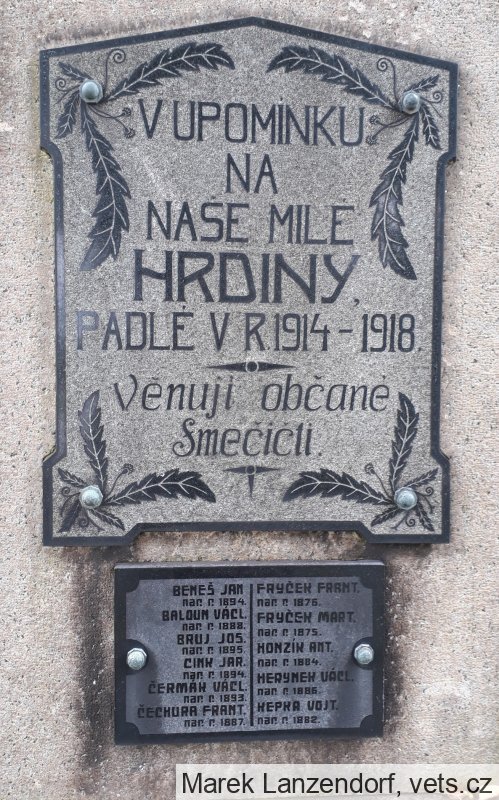 V UPOMÍNKU
NA
NAŠE MILÉ
HRDINY,
PADLÉ V R. 1914 - 1918.
Věnují občané
Smečičtí.
BENEŠ JAN
nar. r. 1894.
BALOUN VÁCL.
nar. r. 1888.
BRUJ JOS.
nar. r. 1895.
CINK JAR.
nar. r. 1894.
ČERMÁK VÁCL.
nar. r. 1893.
ČECHURA FRANT.
nar. r. 1887.
FRYČEK FRANT.
nar. r. 1876.
FRYČEK MART.
nar. r. 1875.
HONZÍK ANT.
nar. r. 1884.
HERYNEK VÁCL.
nar. r. 1886.
KEPKA VOJT.
nar. r. 1882.
Marek Lanzendorf, vets.cz